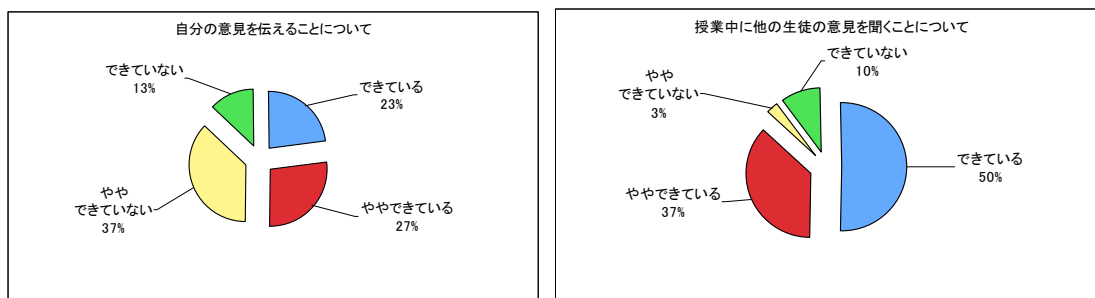 自分の意見を伝えることについて
できていない
13%
できている
23%
やや
できていない
37%
ややできている
27%
授業中に他の生徒の意見を聞くことについて
できていない
10%
やや
できていない
3%
できている
50%
ややできている
37%